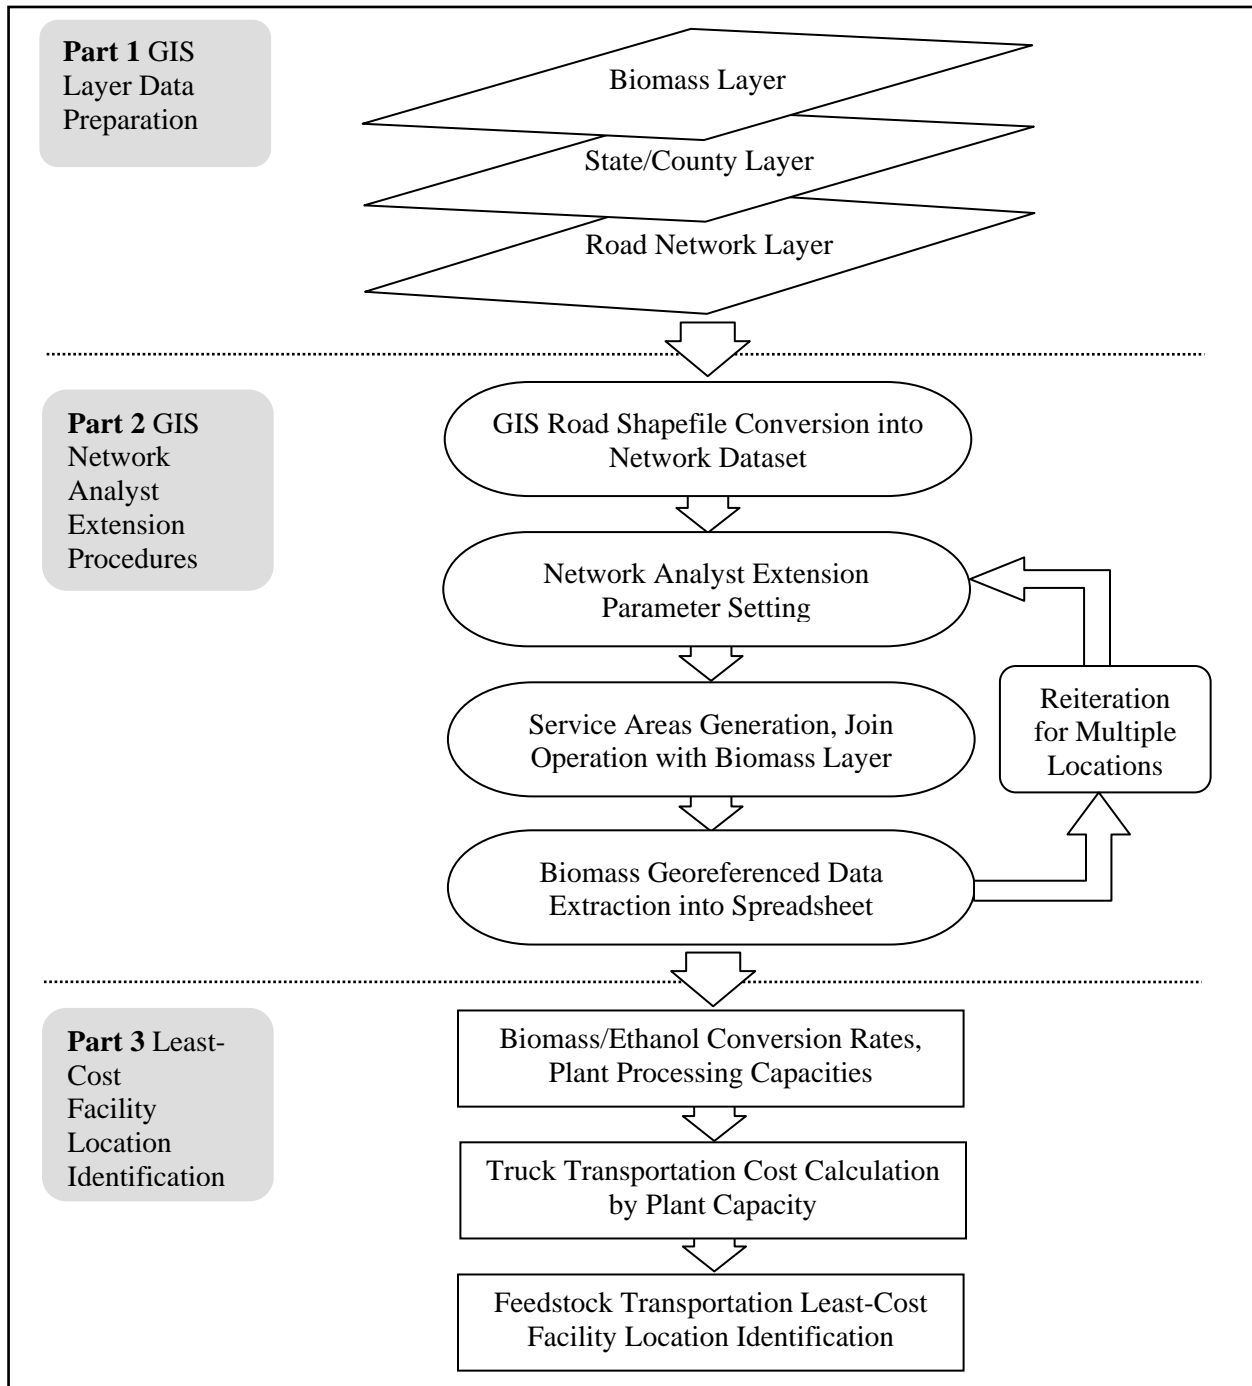 Part 1 GIS
Layer Data
Preparation
Biomass Layer
State/County Layer
Road Network Layer
Part 2 GIS
Network
Analyst
Extension
Procedures
GIS Road Shapefile Conversion into
Network Dataset
Network Analyst Extension
Parameter Setting
Service Areas Generation, Join
Operation with Biomass Layer
Biomass Georeferenced Data
Extraction into Spreadsheet
Reiteration
for Multiple
Locations
Part 3 Least-
Cost
Facility
Location
Identification
Biomass/Ethanol Conversion Rates,
Plant Processing Capacities
Truck Transportation Cost Calculation
by Plant Capacity
Feedstock Transportation Least-Cost
Facility Location Identification